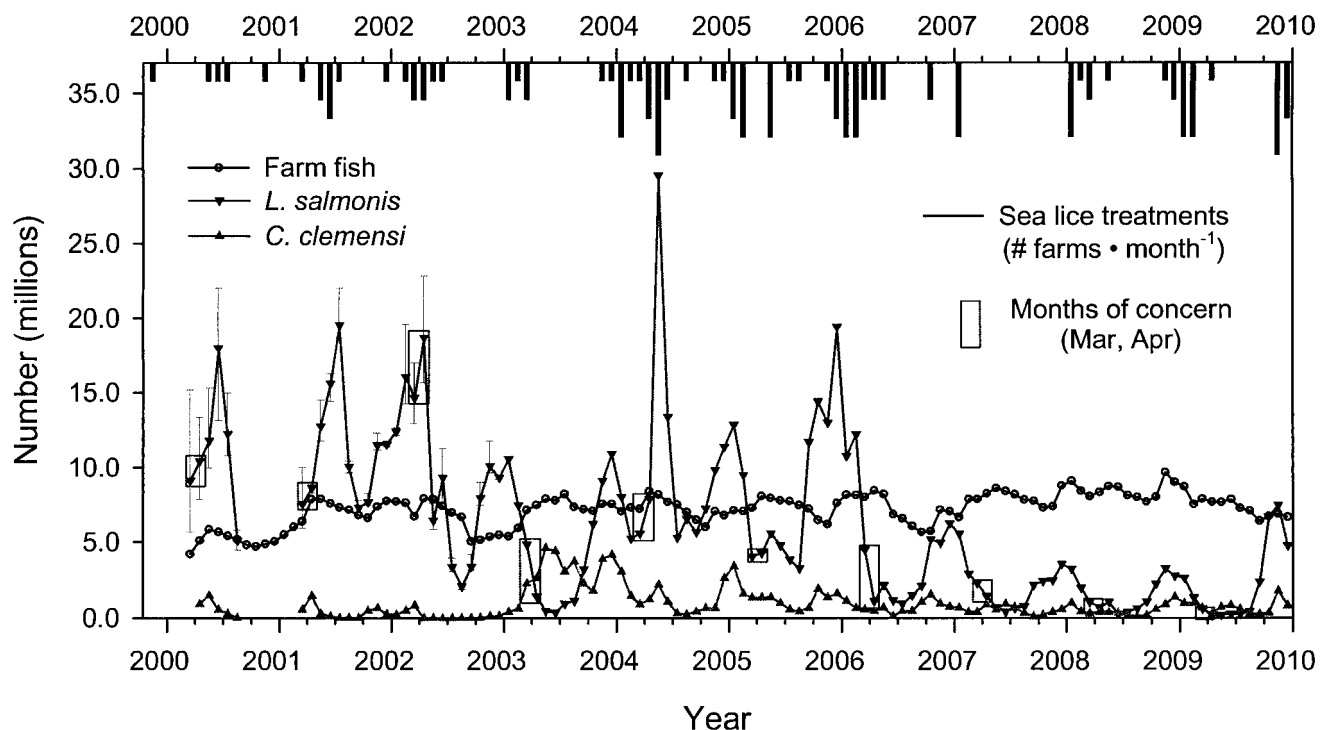 2000 2001 2002 2003 2004 2005 2006 2007 2008 2009 2010
35.0
30.0
25.0
20.0
15.0
10.0
5.0
0.0
Number (millions)
Farm fish
L. salmonis
C. clemensi
Sea lice treatments
(# farms • month⁻¹)
Months of concern
(Mar, Apr)
2000 2001 2002 2003 2004 2005 2006 2007 2008 2009 2010
Year